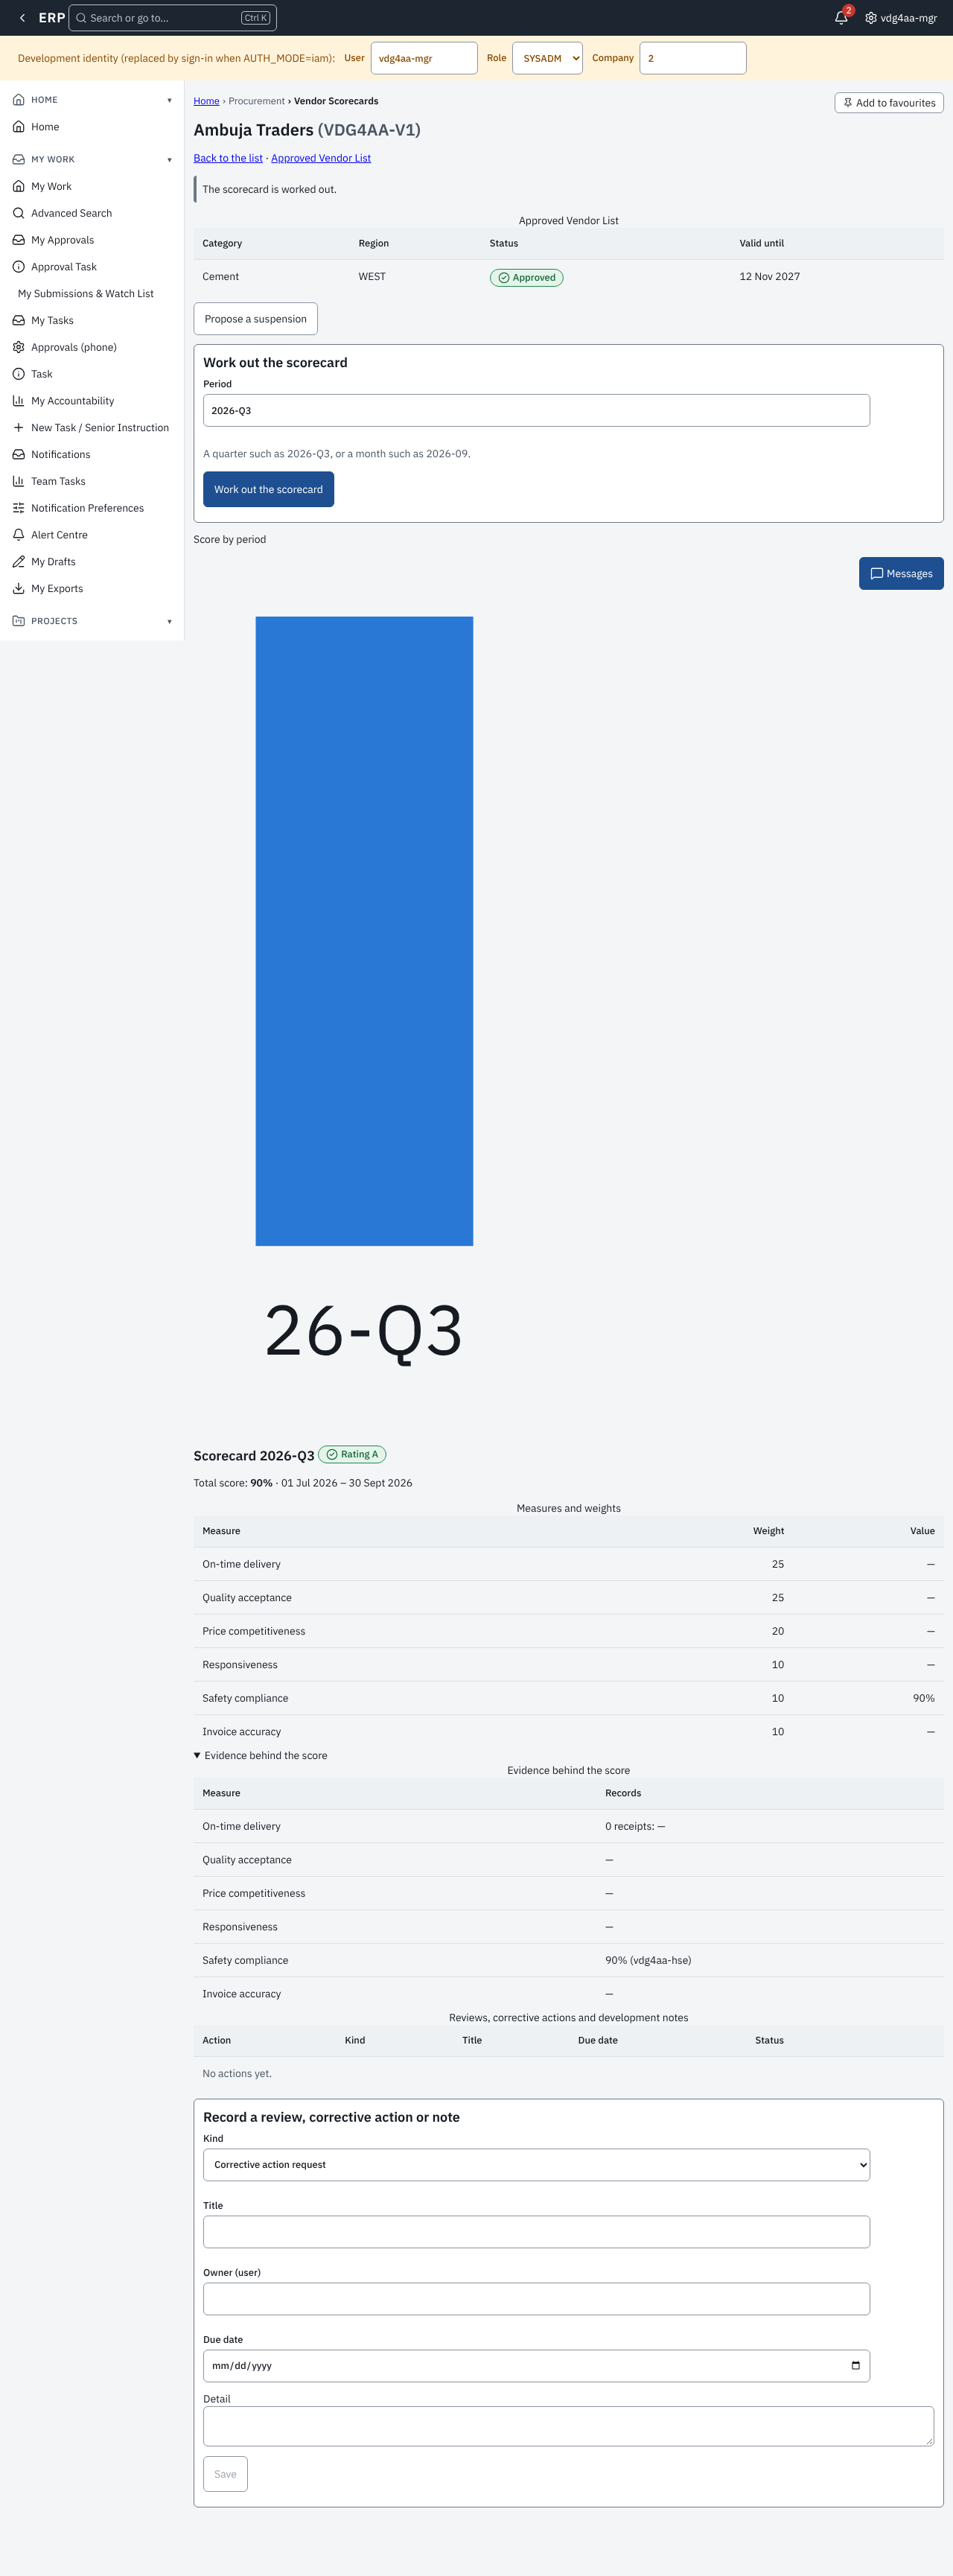 ERP
Search or go to...
Ctrl K
2
vdg4aa-mgr
Development identity (replaced by sign-in when AUTH_MODE=iam): User vdg4aa-mgr Role SYSADM Company 2
HOME
Home
MY WORK
My Work
Advanced Search
My Approvals
Approval Task
My Submissions & Watch List
My Tasks
Approvals (phone)
Task
My Accountability
New Task / Senior Instruction
Notifications
Team Tasks
Notification Preferences
Alert Centre
My Drafts
My Exports
PROJECTS
Home › Procurement › Vendor Scorecards
Add to favourites
Ambuja Traders (VDG4AA-V1)
Back to the list · Approved Vendor List
The scorecard is worked out.
Approved Vendor List
Category Region Status Valid until
Cement WEST Approved 12 Nov 2027
Propose a suspension
Work out the scorecard
Period
2026-Q3
A quarter such as 2026-Q3, or a month such as 2026-09.
Work out the scorecard
Score by period
Messages
26-Q3
Scorecard 2026-Q3 Rating A
Total score: 90% · 01 Jul 2026 – 30 Sept 2026
Measures and weights
Measure Weight Value
On-time delivery 25 —
Quality acceptance 25 —
Price competitiveness 20 —
Responsiveness 10 —
Safety compliance 10 90%
Invoice accuracy 10 —
Evidence behind the score
Evidence behind the score
Measure Records
On-time delivery 0 receipts: —
Quality acceptance —
Price competitiveness —
Responsiveness —
Safety compliance 90% (vdg4aa-hse)
Invoice accuracy —
Reviews, corrective actions and development notes
Action Kind Title Due date Status
No actions yet.
Record a review, corrective action or note
Kind
Corrective action request
Title
Owner (user)
Due date
mm/dd/yyyy
Detail
Save